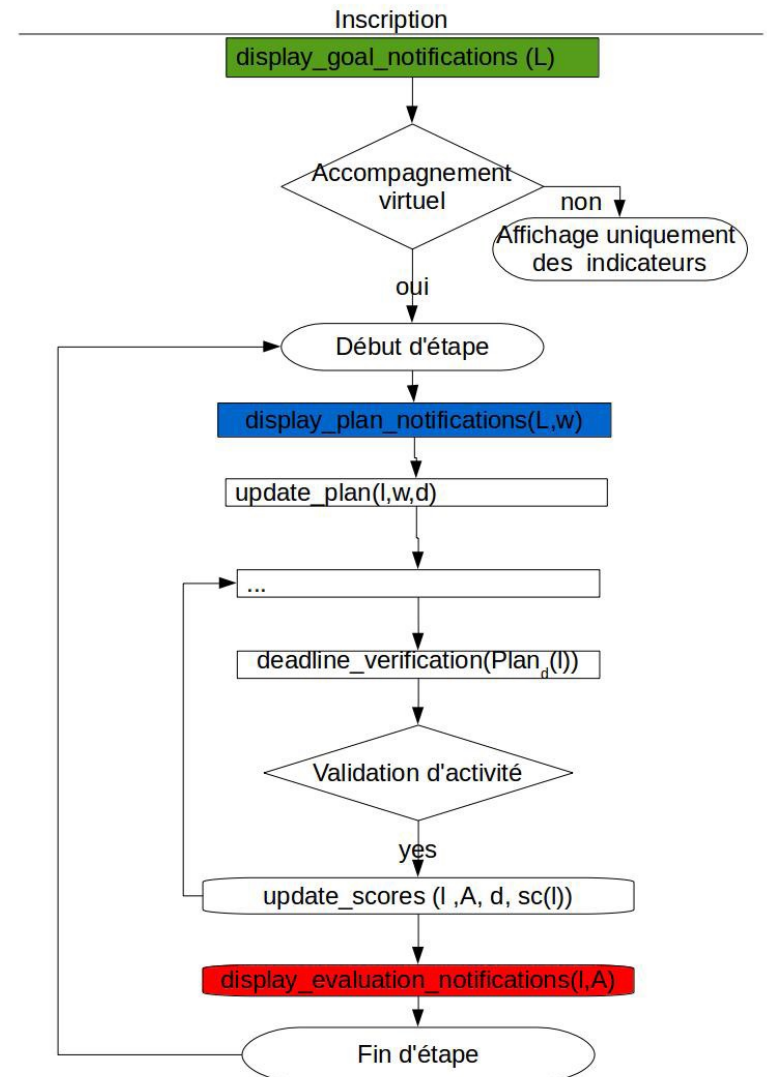 Inscription
display_goal_notifications (L)
Accompagnement
virtuel
non
Affichage uniquement
des indicateurs
oui
Début d'étape
display_plan_notifications(L,w)
update_plan(l,w,d)
...
deadline_verification(Plan_d(l))
Validation d'activité
yes
update_scores (l ,A, d, sc(l))
display_evaluation_notifications(l,A)
Fin d'étape